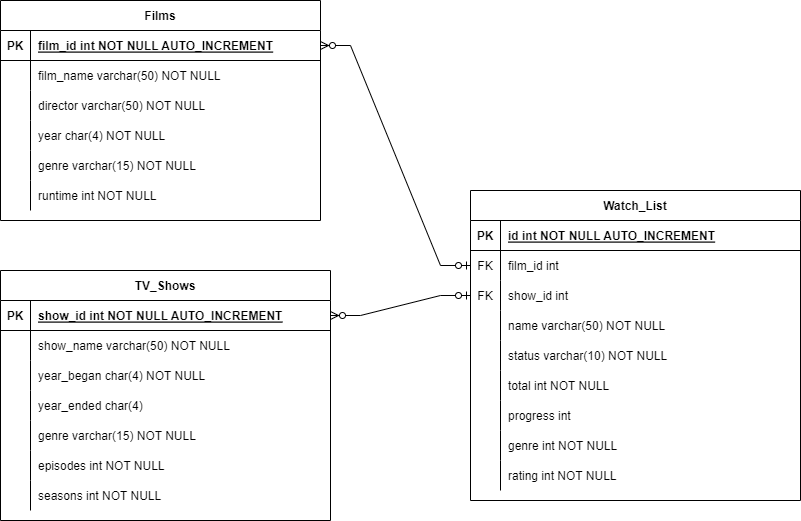 Films
PK film_id int NOT NULL AUTO_INCREMENT
film_name varchar(50) NOT NULL
director varchar(50) NOT NULL
year char(4) NOT NULL
genre varchar(15) NOT NULL
runtime int NOT NULL
TV_Shows
PK show_id int NOT NULL AUTO_INCREMENT
show_name varchar(50) NOT NULL
year_began char(4) NOT NULL
year_ended char(4)
genre varchar(15) NOT NULL
episodes int NOT NULL
seasons int NOT NULL
Watch_List
PK id int NOT NULL AUTO_INCREMENT
FK film_id int
FK show_id int
name varchar(50) NOT NULL
status varchar(10) NOT NULL
total int NOT NULL
progress int
genre int NOT NULL
rating int NOT NULL